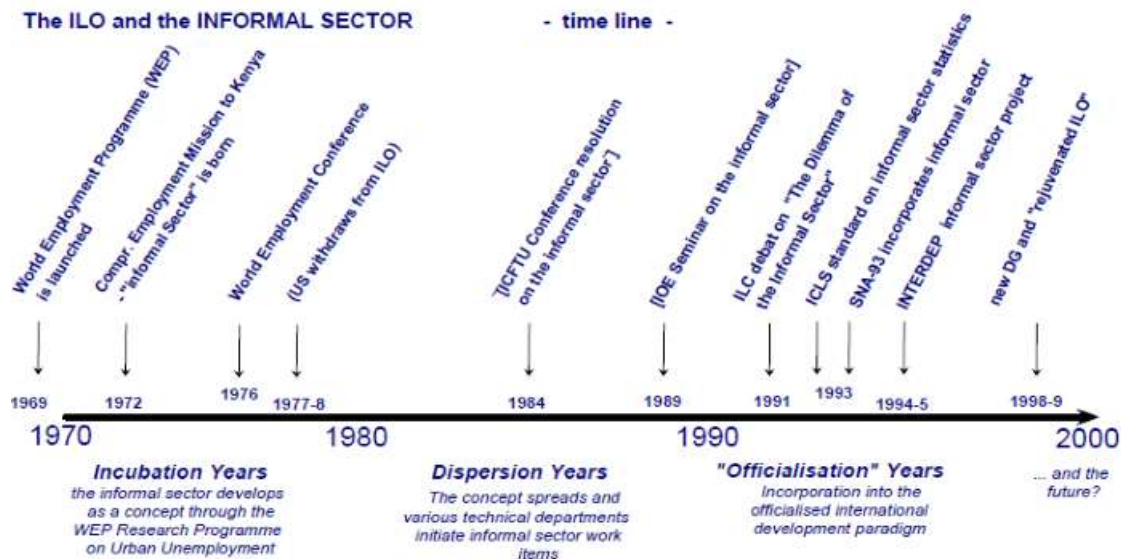 The ILO and the INFORMAL SECTOR - time line -
World Employment Programme (WEP)
is launched
Compr. Employment Mission to Kenya
- "'Informal Sector" is born
World Employment Conference
(US withdraws from ILO)
'[ICFTU Conference resolution
on the informal sector']
[IOE Seminar on the informal sector]
ILC debat on "The Dilemma of
the Informal Sector"
ICLS standard on informal sector statistics
SNA-93 incorporates informal sector
INTERDEP informal sector project
new DG and "rejuvenated ILO"
1969 1972 1976 1977-8 1984 1989 1991 1993 1994-5 1998-9
1970 1980 1990 2000
Incubation Years
the informal sector develops
as a concept through the
WEP Research Programme
on Urban Unemployment
Dispersion Years
The concept spreads and
various technical departments
initiate informal sector work
items
"Officialisation" Years
Incorporation into the
officialised international
development paradigm
... and the
future?